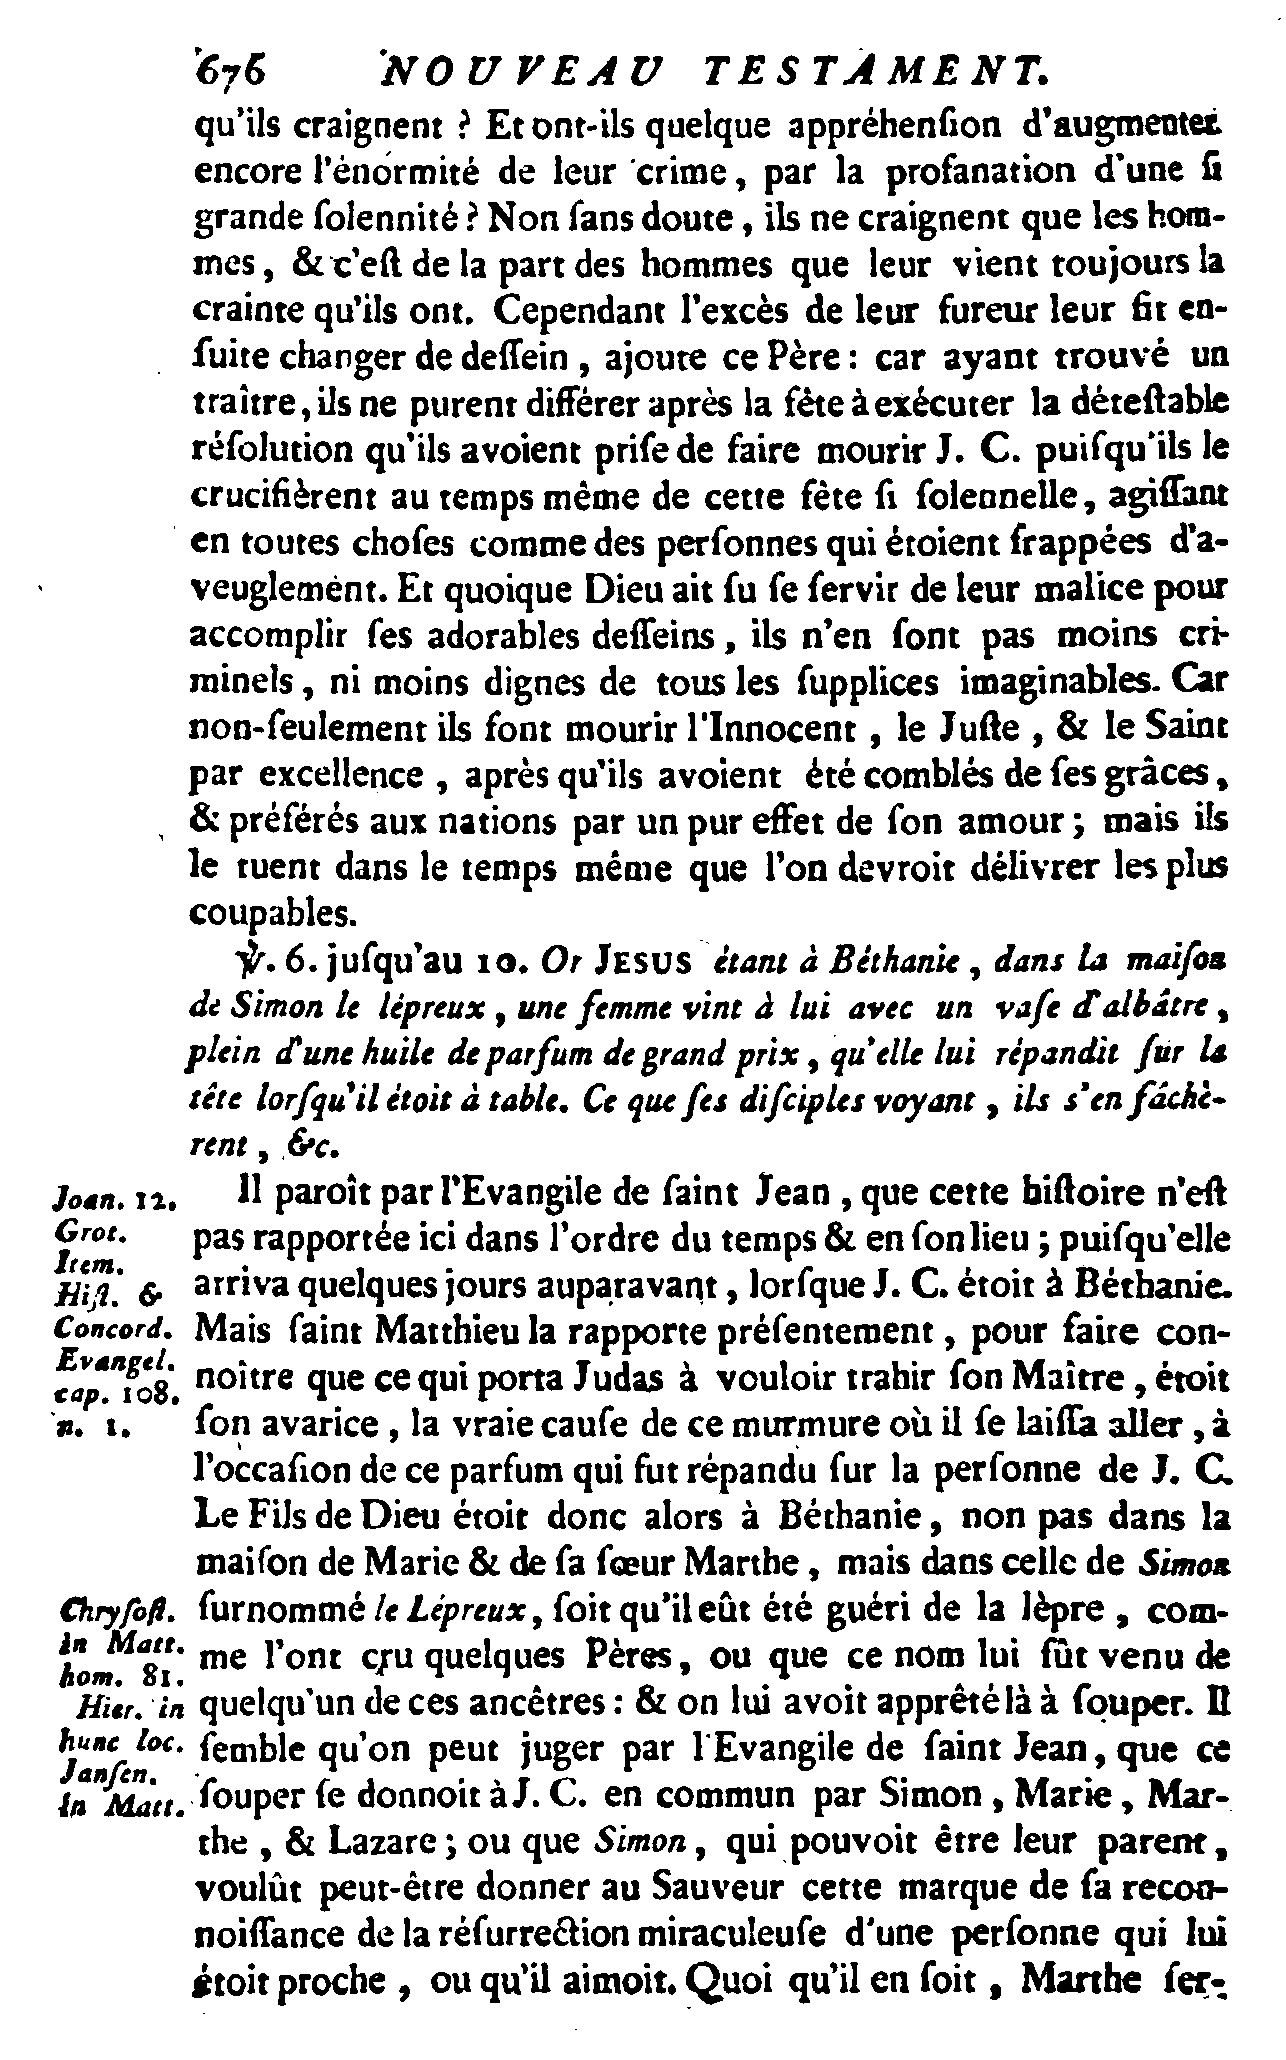 676 NOUVEAU TESTAMENT.
qu'ils craignent ? Et ont-ils quelque appréhenſion d'augmenter
encore l'énormité de leur crime, par la profanation d'une ſi
grande ſolennité ? Non ſans doute, ils ne craignent que les hom-
mes, & c'eſt de la part des hommes que leur vient toujours la
crainte qu'ils ont. Cependant l'excès de leur fureur leur fit en-
ſuite changer de deſſein, ajoute ce Père : car ayant trouvé un
traître, ils ne purent différer après la fête à exécuter la déteſtable
réſolution qu'ils avoient priſe de faire mourir J. C. puiſqu'ils le
crucifièrent au temps même de cette fête ſi ſolennelle, agiſſant
en toutes choſes comme des perſonnes qui étoient frappées d'a-
veuglement. Et quoique Dieu ait ſu ſe ſervir de leur malice pour
accomplir ſes adorables deſſeins, ils n'en ſont pas moins cri-
minels, ni moins dignes de tous les ſupplices imaginables. Car
non-ſeulement ils font mourir l'Innocent, le Juſte, & le Saint
par excellence, après qu'ils avoient été comblés de ſes grâces,
& préférés aux nations par un pur effet de ſon amour ; mais ils
le tuent dans le temps même que l'on devroit délivrer les plus
coupables.
℣. 6. juſqu'au 10. Or JESUS étant à Béthanie, dans la maiſon
de Simon le lépreux, une femme vint à lui avec un vaſe d'albâtre,
plein d'une huile de parfum de grand prix, qu'elle lui répandit ſur la
tête lorſqu'il étoit à table. Ce que ſes diſciples voyant, ils s'en fâchè-
rent, &c.
Joan. 12.
Grot.
Item.
Hiſt. &
Concord.
Evangel.
cap. 108.
n. 1.
Il paroît par l'Evangile de ſaint Jean, que cette hiſtoire n'eſt
pas rapportée ici dans l'ordre du temps & en ſon lieu ; puiſqu'elle
arriva quelques jours auparavant, lorſque J. C. étoit à Béthanie.
Mais ſaint Matthieu la rapporte préſentement, pour faire con-
noître que ce qui porta Judas à vouloir trahir ſon Maître, étoit
ſon avarice, la vraie cauſe de ce murmure où il ſe laiſſa aller, à
l'occaſion de ce parfum qui fut répandu ſur la perſonne de J. C.
Le Fils de Dieu étoit donc alors à Béthanie, non pas dans la
maiſon de Marie & de ſa ſœur Marthe, mais dans celle de Simon
Chryſoſt.
in Matt.
hom. 81.
Hier. in
hunc loc.
Janſen.
in Matt.
ſurnommé le Lépreux, ſoit qu'il eût été guéri de la lèpre, com-
me l'ont cru quelques Pères, ou que ce nom lui fût venu de
quelqu'un de ces ancêtres : & on lui avoit apprêté là à ſouper. Il
ſemble qu'on peut juger par l'Evangile de ſaint Jean, que ce
ſouper ſe donnoit à J. C. en commun par Simon, Marie, Mar-
the, & Lazare ; ou que Simon, qui pouvoit être leur parent,
voulût peut-être donner au Sauveur cette marque de ſa recon-
noiſſance de la réſurrection miraculeuſe d'une perſonne qui lui
étoit proche, ou qu'il aimoit. Quoi qu'il en ſoit, Marthe ſer-